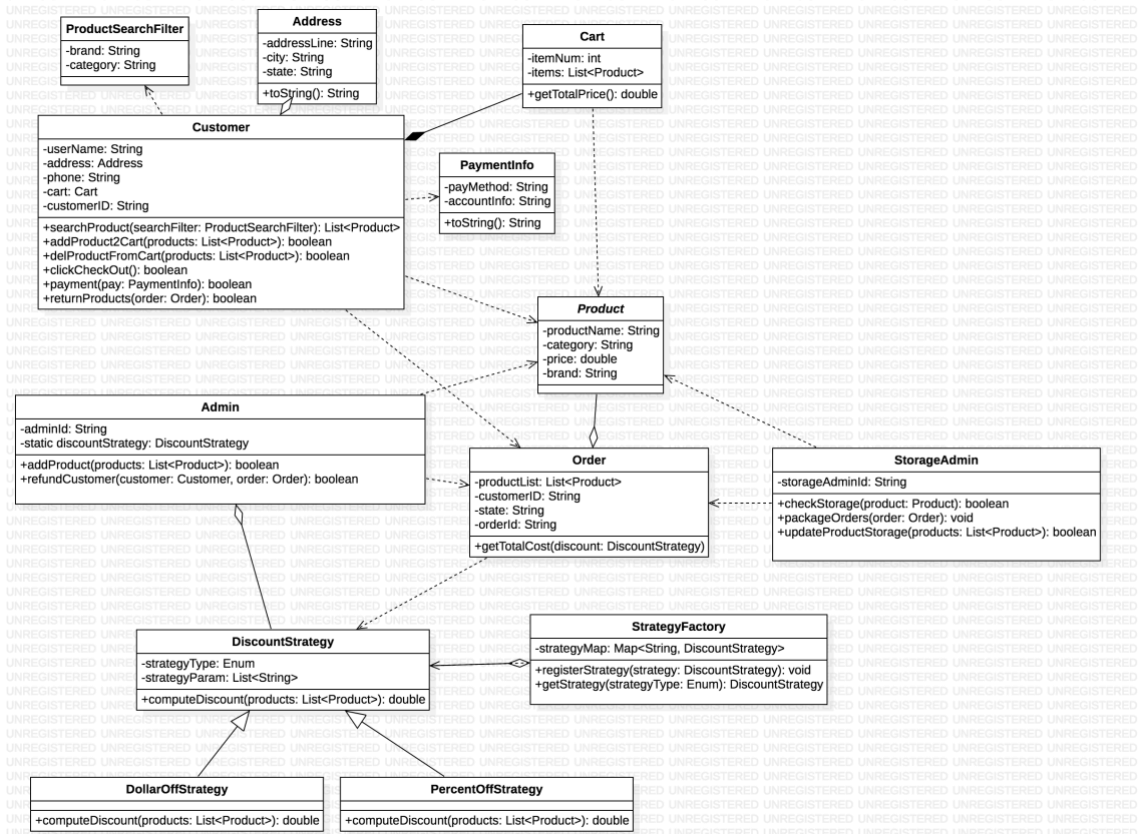 ProductSearchFilter
-brand: String
-category: String
Address
-addressLine: String
-city: String
-state: String
+toString(): String
Cart
-itemNum: int
-items: List<Product>
+getTotalPrice(): double
Customer
-userName: String
-address: Address
-phone: String
-cart: Cart
-customerID: String
+searchProduct(searchFilter: ProductSearchFilter): List<Product>
+addProduct2Cart(products: List<Product>): boolean
+delProductFromCart(products: List<Product>): boolean
+clickCheckOut(): boolean
+payment(pay: PaymentInfo): boolean
+returnProducts(order: Order): boolean
PaymentInfo
-payMethod: String
-accountInfo: String
+toString(): String
Product
-productName: String
-category: String
-price: double
-brand: String
Admin
-adminId: String
-static discountStrategy: DiscountStrategy
+addProduct(products: List<Product>): boolean
+refundCustomer(customer: Customer, order: Order): boolean
Order
-productList: List<Product>
-customerID: String
-state: String
-orderId: String
+getTotalCost(discount: DiscountStrategy)
StorageAdmin
-storageAdminId: String
+checkStorage(product: Product): boolean
+packageOrders(order: Order): void
+updateProductStorage(products: List<Product>): boolean
DiscountStrategy
-strategyType: Enum
-strategyParam: List<String>
+computeDiscount(products: List<Product>): double
StrategyFactory
-strategyMap: Map<String, DiscountStrategy>
+registerStrategy(strategy: DiscountStrategy): void
+getStrategy(strategyType: Enum): DiscountStrategy
DollarOffStrategy
+computeDiscount(products: List<Product>): double
PercentOffStrategy
+computeDiscount(products: List<Product>): double
UNREGISTERED